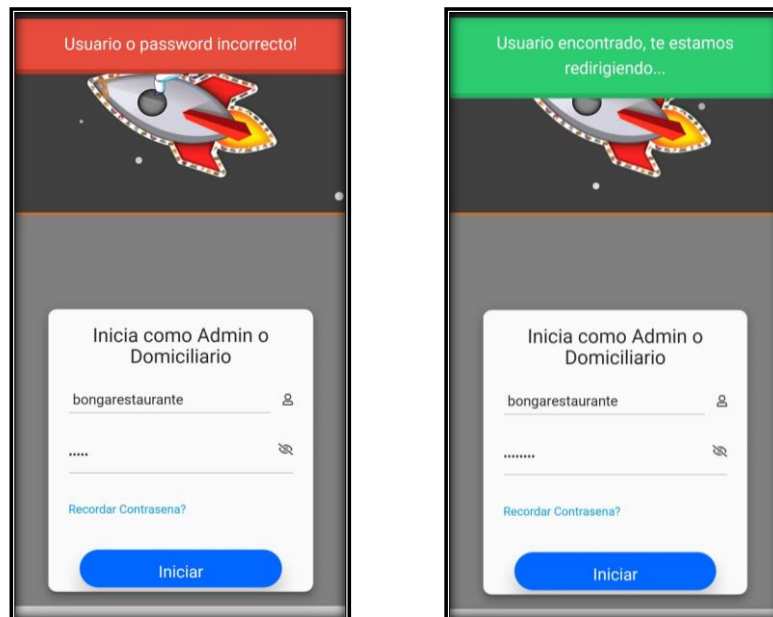 Usuario o password incorrecto!
Inicia como Admin o
Domiciliario
bongarestaurante
.....
Recordar Contrasena?
Iniciar
Usuario encontrado, te estamos
redirigiendo...
Inicia como Admin o
Domiciliario
bongarestaurante
........
Recordar Contrasena?
Iniciar